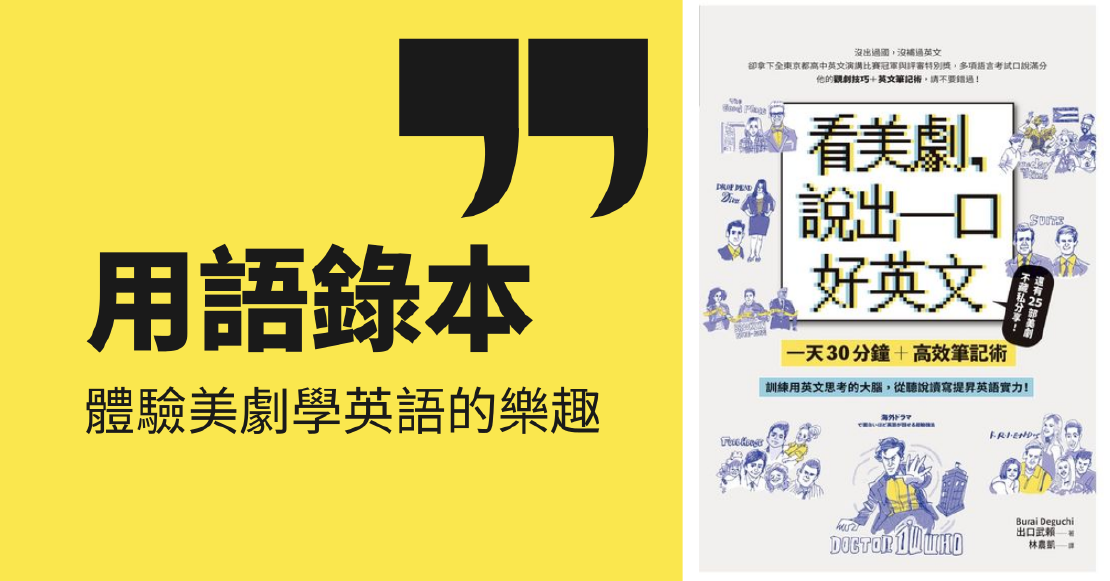 ”
用語錄本
體驗美劇學英語的樂趣
沒出過國，沒補過英文
卻拿下全東京都高中英文演講比賽冠軍與評審特別獎，多項語言考試口說滿分
他的觀劇技巧＋英文筆記術，請不要錯過！
The Good Place
看美劇，
說出一口
好英文
DROP DEAD
Diva
SUITS
還有25部美劇
不藏私分享！
一天30分鐘＋高效筆記術
訓練用英文思考的大腦，從聽說讀寫提昇英語實力！
海外ドラマ
FULL HOUSE
F·R·I·E·N·D·S
DOCTOR WHO
Burai Deguchi
出口武賴——著
林農凱——譯